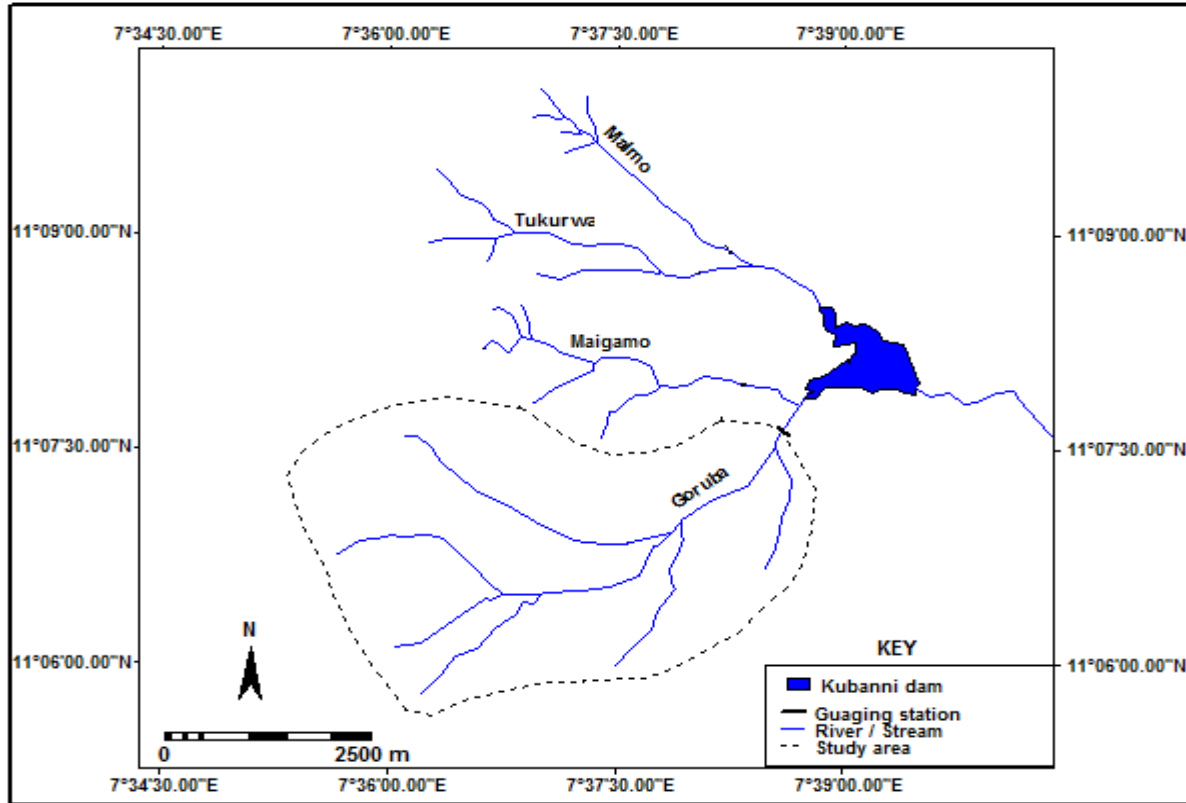 7°34'30.00"E 7°36'00.00"E 7°37'30.00"E 7°39'00.00"E
Malmo
Tukurwa
11°09'00.00"N 11°09'00.00"N
Maigamo
11°07'30.00"N 11°07'30.00"N
Goruba
N
KEY
11°06'00.00"N 11°06'00.00"N
Kubanni dam
Guaging station
River / Stream
Study area
0 2500 m
7°34'30.00"E 7°36'00.00"E 7°37'30.00"E 7°39'00.00"E